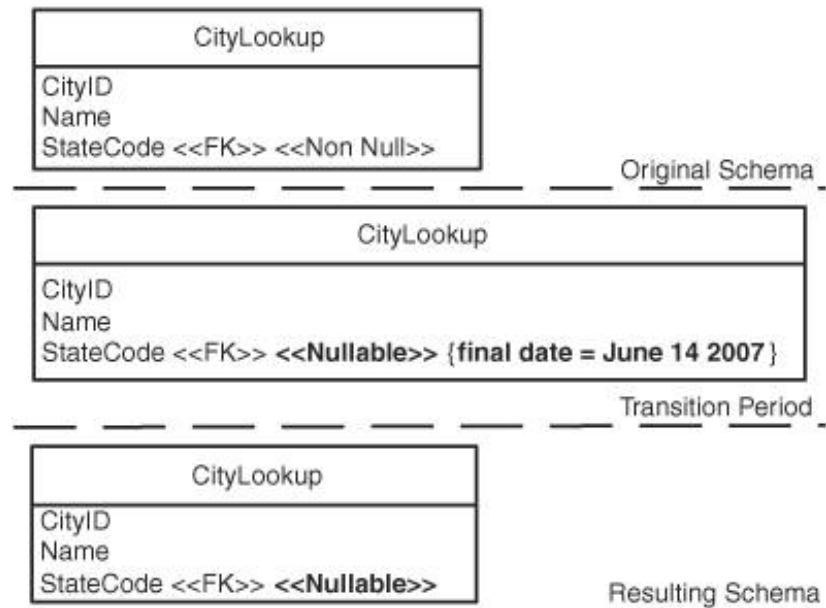 CityLookup
CityID
Name
StateCode <<FK>> <<Non Null>>
Original Schema
CityLookup
CityID
Name
StateCode <<FK>> <<Nullable>> {final date = June 14 2007}
Transition Period
CityLookup
CityID
Name
StateCode <<FK>> <<Nullable>>
Resulting Schema